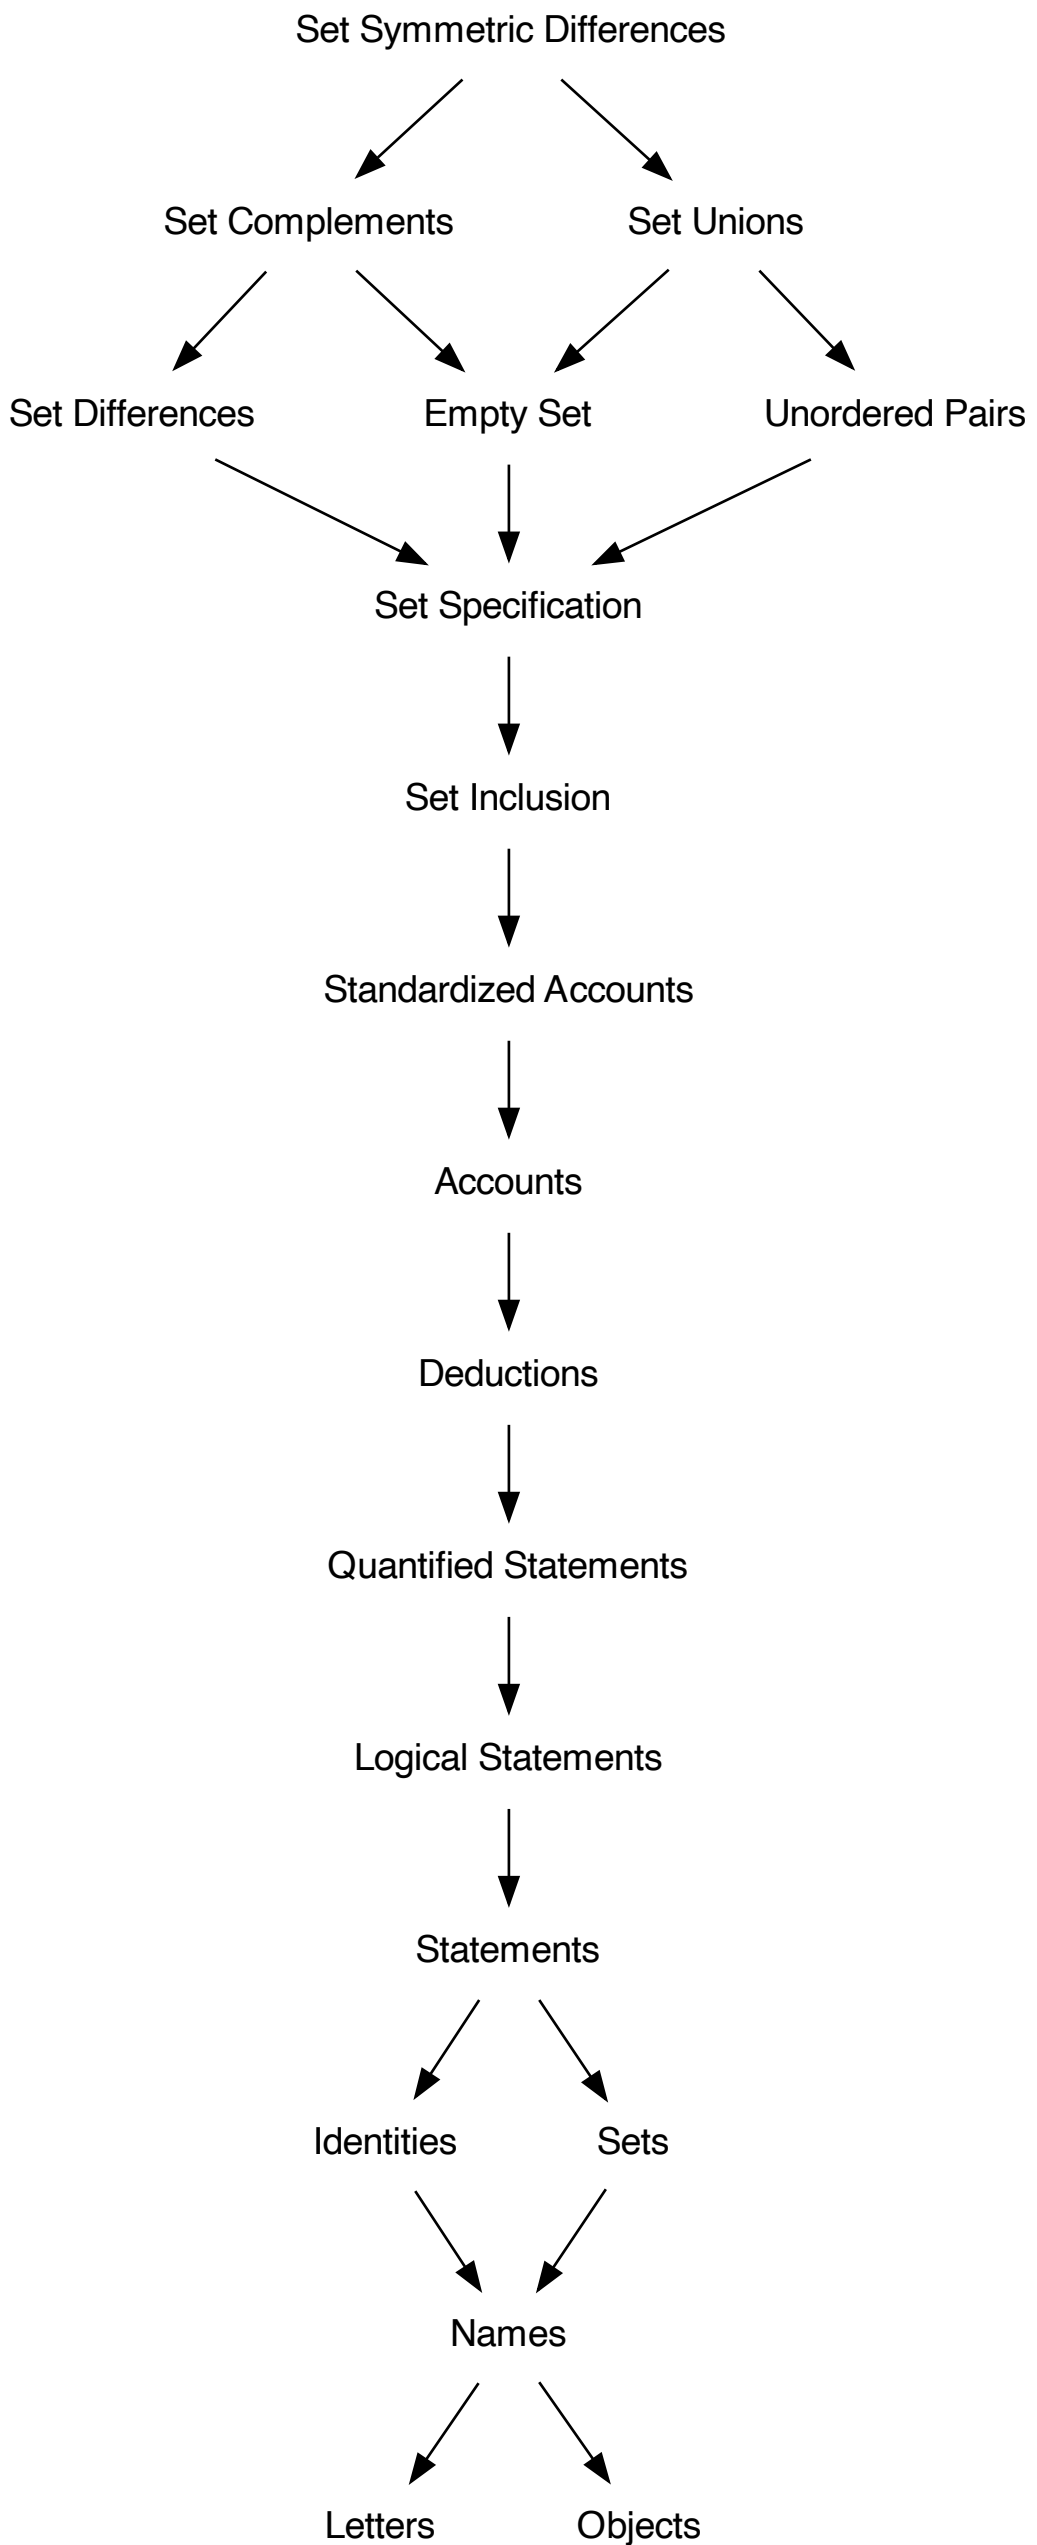 Set Symmetric Differences
Set Complements
Set Unions
Set Differences
Empty Set
Unordered Pairs
Set Specification
Set Inclusion
Standardized Accounts
Accounts
Deductions
Quantified Statements
Logical Statements
Statements
Identities
Sets
Names
Letters
Objects